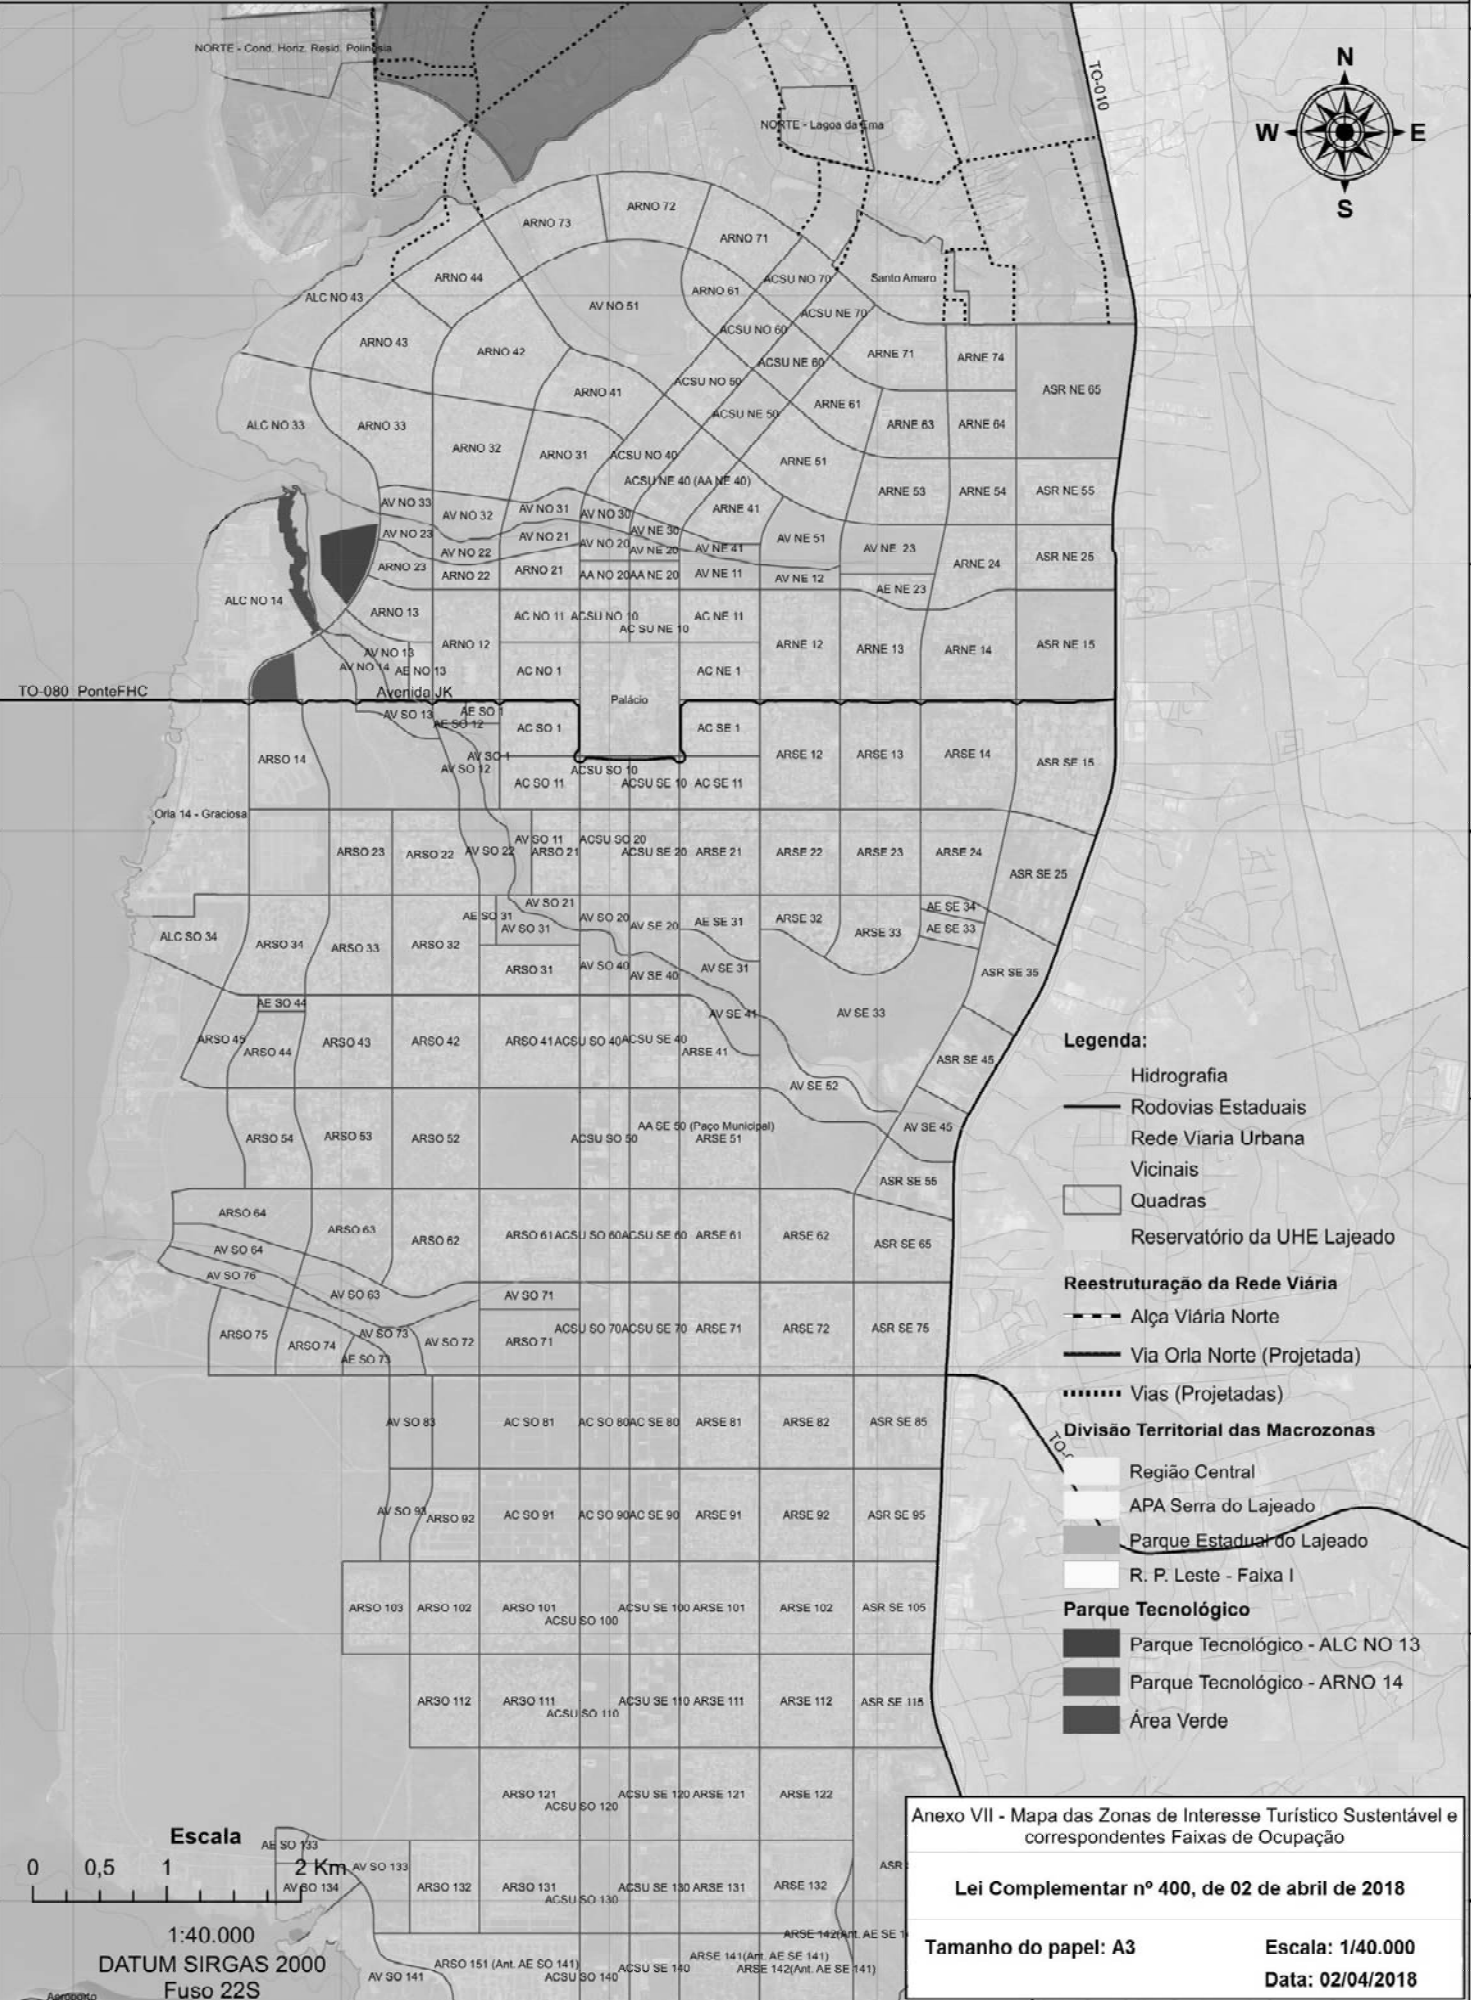 NORTE - Cond. Horiz. Resid. Polinésia
TO-010
N
W E
S
NORTE - Lagoa da Ema
ARNO 73
ARNO 72
ARNO 71
ARNO 44
ALC NO 43
AV NO 51
ARNO 61
ACSU NO 70
Santo Amaro
ACSU NE 70
ACSU NO 60
ARNO 43
ARNO 42
ACSU NE 60
ARNE 71
ARNE 74
ARNO 41
ACSU NO 50
ASR NE 65
ACSU NE 50
ARNE 61
ALC NO 33
ARNO 33
ARNE 63
ARNE 64
ARNO 32
ARNO 31
ACSU NO 40
ARNE 51
ACSU NE 40 (AA NE 40)
ARNE 53
ARNE 54
ASR NE 55
AV NO 33
AV NO 32
AV NO 31
AV NO 30
ARNE 41
AV NO 23
AV NO 22
AV NO 21
AV NO 20
AV NE 30
AV NE 20
AV NE 41
AV NE 51
AV NE 23
ASR NE 25
ARNO 23
ARNO 22
ARNO 21
AA NO 20
AA NE 20
AV NE 11
AV NE 12
ARNE 24
AE NE 23
ALC NO 14
ARNO 13
AC NO 11
ACSU NO 10
AC SU NE 10
AC NE 11
ARNO 12
ARNE 12
ARNE 13
ARNE 14
ASR NE 15
AV NO 13
AV NO 14
AE NO 13
AC NO 1
AC NE 1
TO-080 PonteFHC
Avenida JK
Palácio
AV SO 13
AE SO 1
AE SO 12
AC SO 1
AC SE 1
ARSO 14
AV SO 1
AV SO 12
ACSU SO 10
AC SO 11
ACSU SE 10
AC SE 11
ARSE 12
ARSE 13
ARSE 14
ASR SE 15
Orla 14 - Graciosa
ARSO 23
ARSO 22
AV SO 22
AV SO 11
ARSO 21
ACSU SO 20
ACSU SE 20
ARSE 21
ARSE 22
ARSE 23
ARSE 24
ASR SE 25
AE SO 31
AV SO 21
AV SO 31
AV SO 20
AV SE 20
AE SE 31
ARSE 32
ARSE 33
AE SE 34
AE SE 33
ALC SO 34
ARSO 34
ARSO 33
ARSO 32
ARSO 31
AV SO 40
AV SE 40
AV SE 31
ASR SE 35
AE SO 44
AV SE 41
AV SE 33
ARSO 45
ARSO 44
ARSO 43
ARSO 42
ARSO 41
ACSU SO 40
ACSU SE 40
ARSE 41
ASR SE 45
AV SE 52
ARSO 54
ARSO 53
ARSO 52
ACSU SO 50
AA SE 50 (Paço Municipal)
ARSE 51
AV SE 45
ASR SE 55
ARSO 64
ARSO 63
ARSO 62
ARSO 61
ACSU SO 60
ACSU SE 60
ARSE 61
ARSE 62
ASR SE 65
AV SO 64
AV SO 76
AV SO 63
AV SO 71
ARSO 75
ARSO 74
AV SO 73
AE SO 73
AV SO 72
ARSO 71
ACSU SO 70
ACSU SE 70
ARSE 71
ARSE 72
ASR SE 75
AV SO 83
AC SO 81
AC SO 80
AC SE 80
ARSE 81
ARSE 82
ASR SE 85
AV SO 93
ARSO 92
AC SO 91
AC SO 90
AC SE 90
ARSE 91
ARSE 92
ASR SE 95
ARSO 103
ARSO 102
ARSO 101
ACSU SO 100
ACSU SE 100
ARSE 101
ARSE 102
ASR SE 105
ARSO 112
ARSO 111
ACSU SO 110
ACSU SE 110
ARSE 111
ARSE 112
ASR SE 115
ARSO 121
ACSU SO 120
ACSU SE 120
ARSE 121
ARSE 122
AE SO 133
AV SO 133
AV SO 134
ARSO 132
ARSO 131
ACSU SO 130
ACSU SE 130
ARSE 131
ARSE 132
ASR
ARSE 142(Ant. AE SE 1
AV SO 141
ARSO 151 (Ant. AE SO 141)
ACSU SO 140
ACSU SE 140
ARSE 141(Ant. AE SE 141)
ARSE 142(Ant. AE SE 141)
Aeroporto
Legenda:
Hidrografia
Rodovias Estaduais
Rede Viaria Urbana
Vicinais
Quadras
Reservatório da UHE Lajeado
Reestruturação da Rede Viária
Alça Viária Norte
Via Orla Norte (Projetada)
Vias (Projetadas)
Divisão Territorial das Macrozonas
Região Central
APA Serra do Lajeado
Parque Estadual do Lajeado
R. P. Leste - Faixa I
Parque Tecnológico
Parque Tecnológico - ALC NO 13
Parque Tecnológico - ARNO 14
Área Verde
Escala
0 0,5 1 2 Km
1:40.000
DATUM SIRGAS 2000
Fuso 22S
Anexo VII - Mapa das Zonas de Interesse Turístico Sustentável e
correspondentes Faixas de Ocupação
Lei Complementar nº 400, de 02 de abril de 2018
Tamanho do papel: A3 Escala: 1/40.000
Data: 02/04/2018